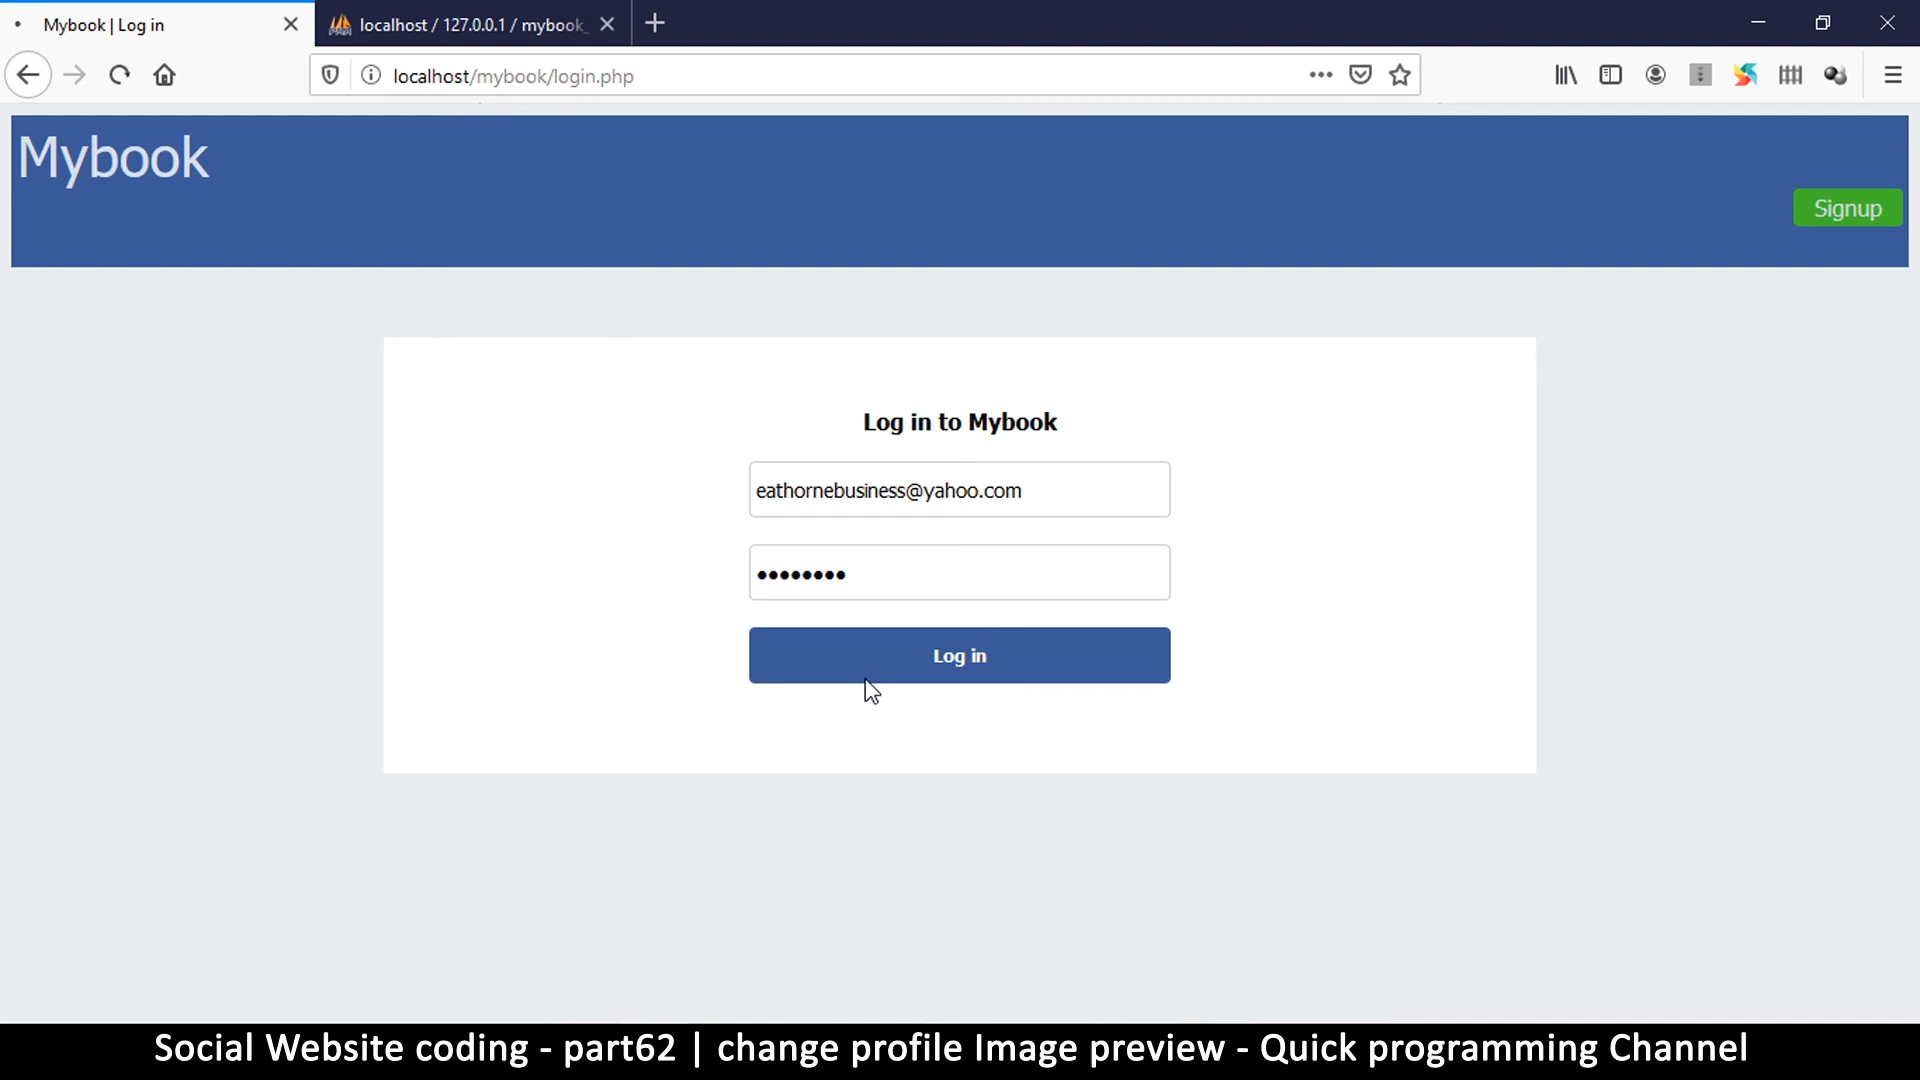 Mybook | Log in
localhost / 127.0.0.1 / mybook_
localhost/mybook/login.php
Mybook
Signup
Log in to Mybook
eathornebusiness@yahoo.com
Log in
Social Website coding - part62 | change profile Image preview - Quick programming Channel